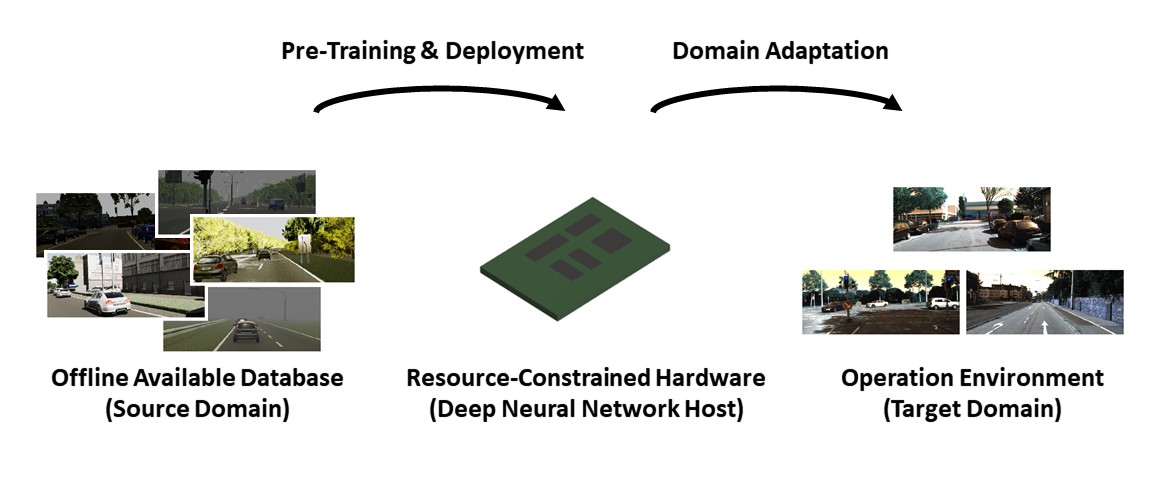 Pre-Training & Deployment
Domain Adaptation
Offline Available Database
(Source Domain)
Resource-Constrained Hardware
(Deep Neural Network Host)
Operation Environment
(Target Domain)